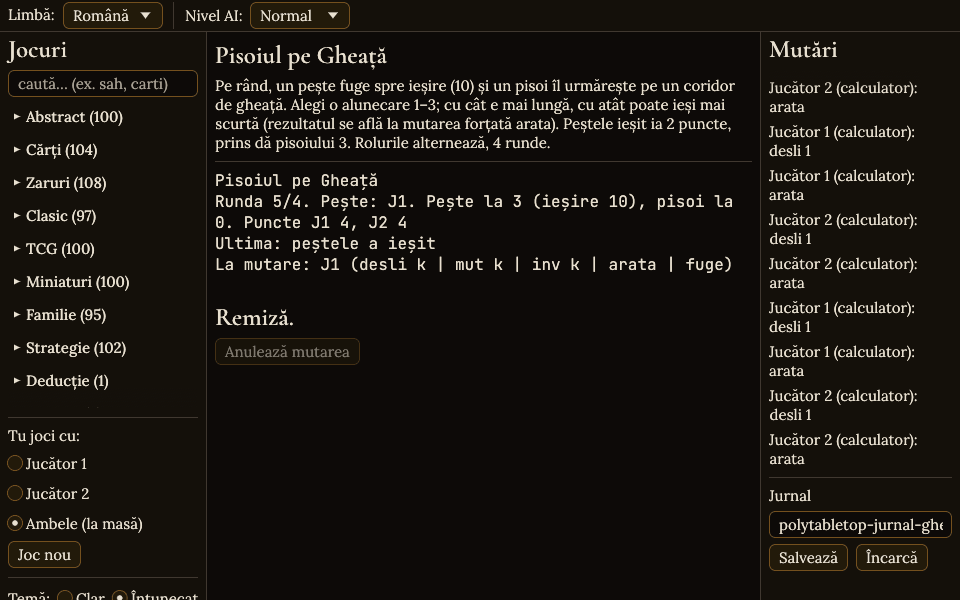 Limbă: Română ▼ Nivel AI: Normal ▼
Jocuri
caută... (ex. sah, carti)
▸ Abstract (100)
▸ Cărți (104)
▸ Zaruri (108)
▸ Clasic (97)
▸ TCG (100)
▸ Miniaturi (100)
▸ Familie (95)
▸ Strategie (102)
▸ Deducție (1)
Tu joci cu:
Jucător 1
Jucător 2
Ambele (la masă)
Joc nou
Temă: Clar Întunecat
Pisoiul pe Gheață
Pe rând, un pește fuge spre ieșire (10) și un pisoi îl urmărește pe un coridor
de gheață. Alegi o alunecare 1–3; cu cât e mai lungă, cu atât poate ieși mai
scurtă (rezultatul se află la mutarea forțată arata). Peștele ieșit ia 2 puncte,
prins dă pisoiului 3. Rolurile alternează, 4 runde.
Pisoiul pe Gheață
Runda 5/4. Pește: J1. Pește la 3 (ieșire 10), pisoi la
0. Puncte J1 4, J2 4
Ultima: peștele a ieșit
La mutare: J1 (desli k | mut k | inv k | arata | fuge)
Remiză.
Anulează mutarea
Mutări
Jucător 2 (calculator):
arata
Jucător 1 (calculator):
desli 1
Jucător 1 (calculator):
arata
Jucător 2 (calculator):
desli 1
Jucător 2 (calculator):
arata
Jucător 1 (calculator):
desli 1
Jucător 1 (calculator):
arata
Jucător 2 (calculator):
desli 1
Jucător 2 (calculator):
arata
Jurnal
polytabletop-jurnal-ghe
Salvează Încarcă